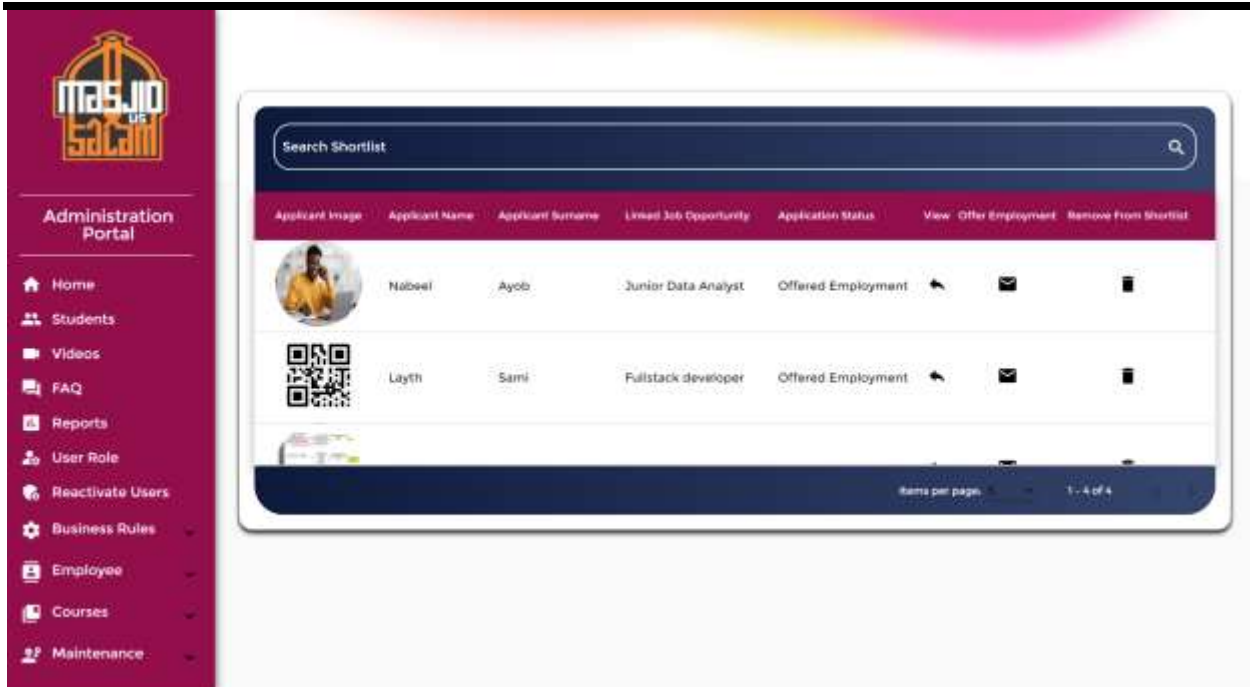 masjid
us
salam
Administration
Portal
Home
Students
Videos
FAQ
Reports
User Role
Reactivate Users
Business Rules
Employee
Courses
Maintenance
Search Shortlist
Applicant Image Applicant Name Applicant Surname Linked Job Opportunity Application Status View Offer Employment Remove From Shortlist
Nabeel Ayob Junior Data Analyst Offered Employment
Layth Sami Fullstack developer Offered Employment
Items per page: 1 - 4 of 4